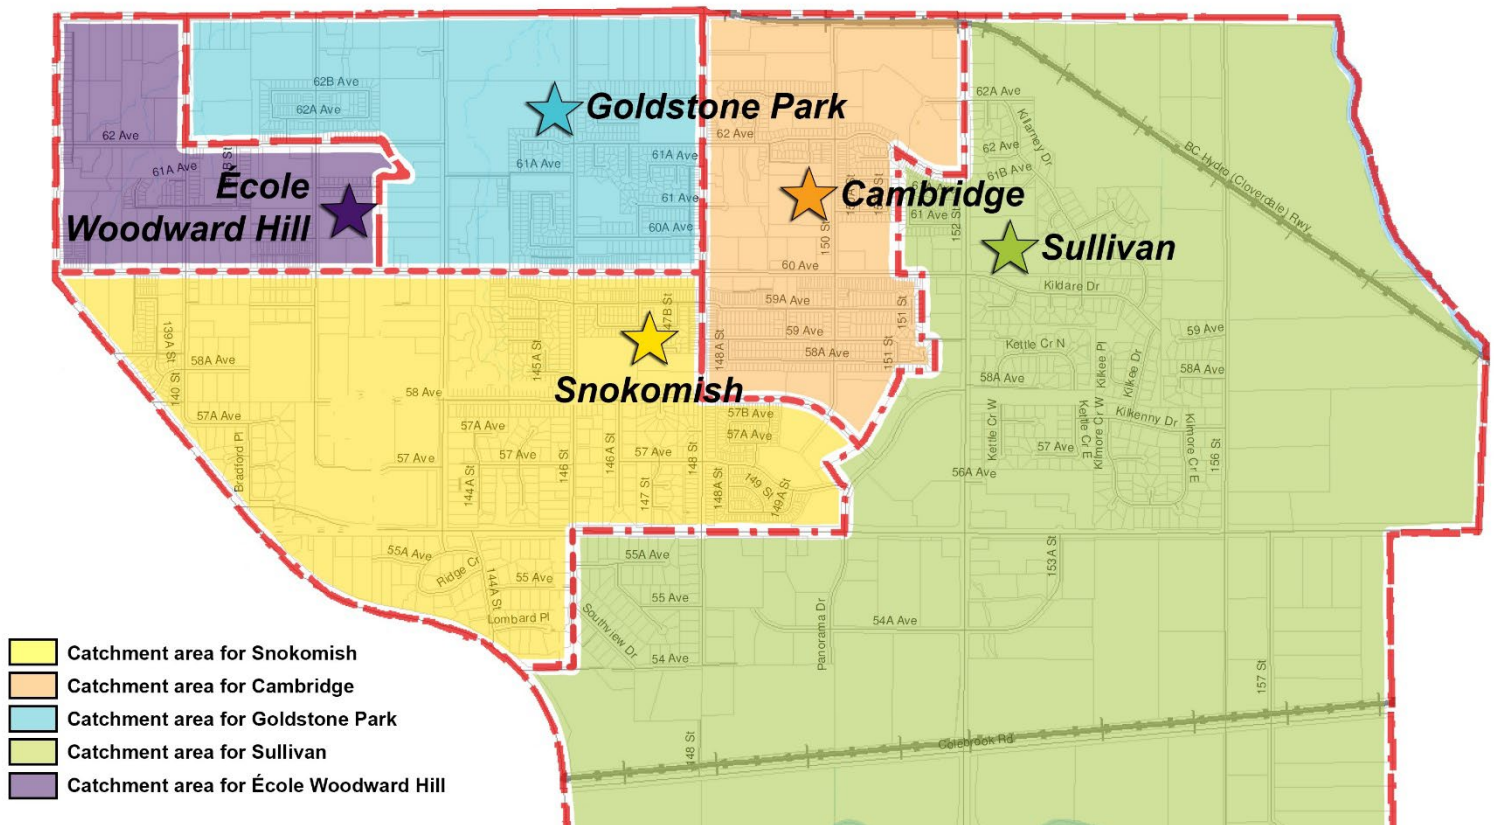 62B Ave
62A Ave
Goldstone Park
62A Ave
Killarney Dr
62 Ave
62 Ave
62 Ave
BC Hydro (Cloverdale) Rwy
61A Ave
61A Ave
61A Ave
61B Ave
École
Woodward Hill
61 Ave
Cambridge
61 Ave
152 St
60A Ave
150 St
Sullivan
60 Ave
Kildare Dr
59A Ave
151 St
47B St
139A St
59 Ave
59 Ave
58A Ave
145A St
148A St
58A Ave
151 St
Kettle Cr N
Kilkee Pl
Kilkee Dr
58A Ave
140 St
Snokomish
58A Ave
58 Ave
57A Ave
57A Ave
57B Ave
57A Ave
Kettle Cr W
Kettle Cr E
Kilmore Cr W
Kilkenny Dr
Kilmore Cr E
156 St
Bradford Pl
57 Ave
57 Ave
57 Ave
57 Ave
144A St
146 St
146A St
147 St
148 St
148A St
149 St
149A St
56A Ave
55A Ave
Ridge Cr
144A St
55 Ave
Lombard Pl
55A Ave
55 Ave
Southview Dr
54 Ave
Panorama Dr
54A Ave
153A St
157 St
148 St
Colebrook Rd
Catchment area for Snokomish
Catchment area for Cambridge
Catchment area for Goldstone Park
Catchment area for Sullivan
Catchment area for École Woodward Hill